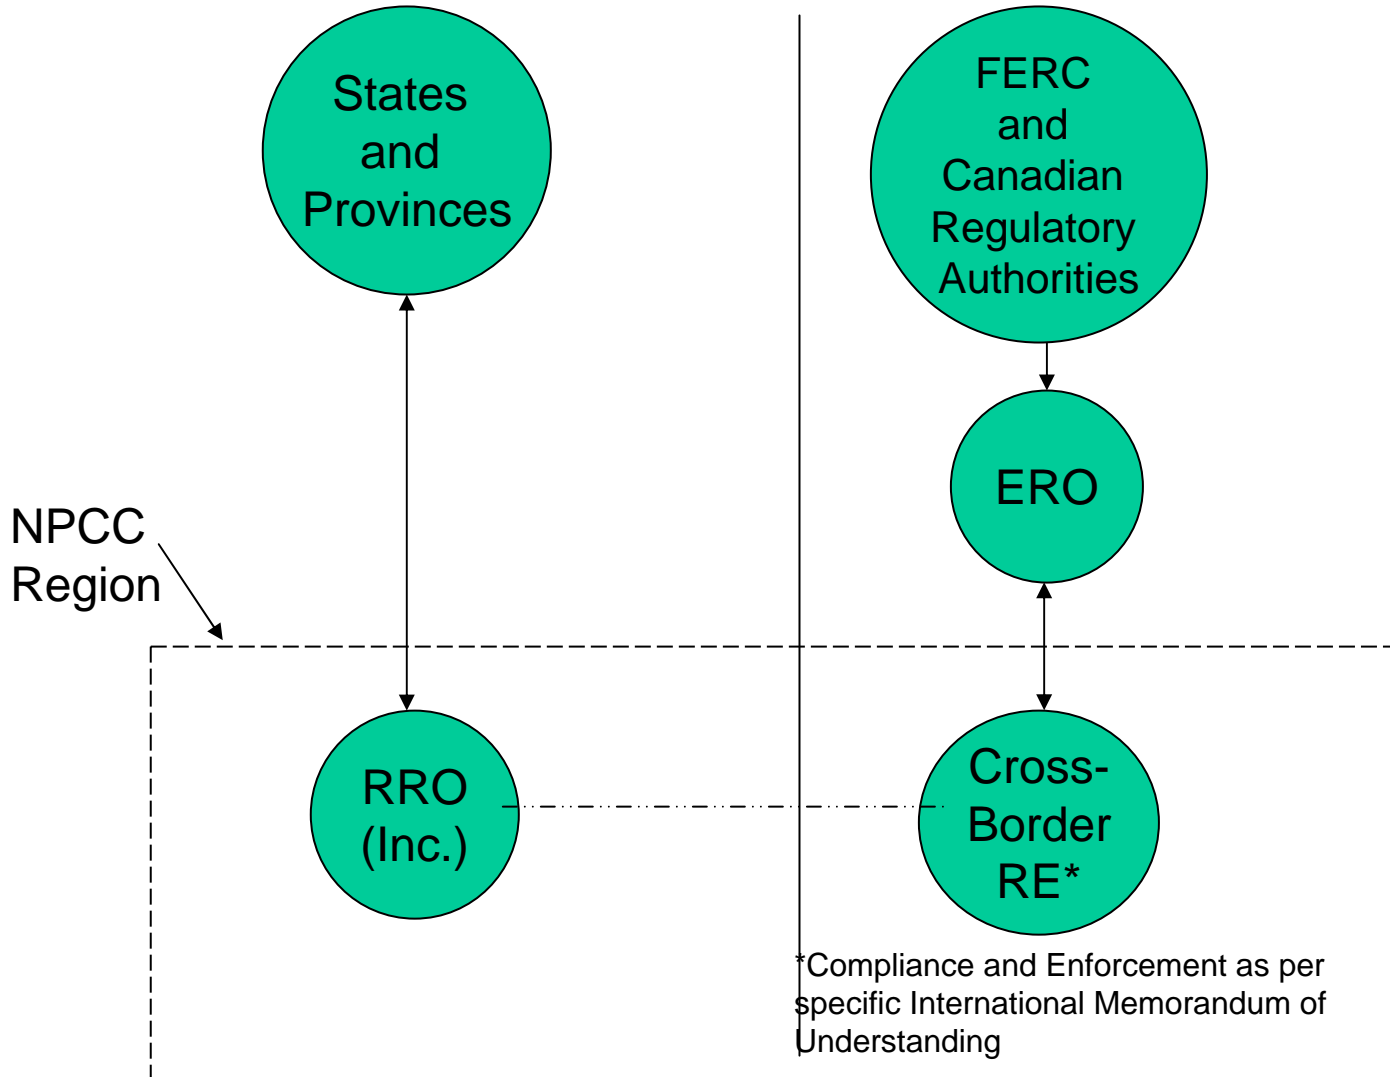 States
and
Provinces
FERC
and
Canadian
Regulatory
Authorities
ERO
NPCC
Region
RRO
(Inc.)
Cross-
Border
RE*
*Compliance and Enforcement as per
specific International Memorandum of
Understanding